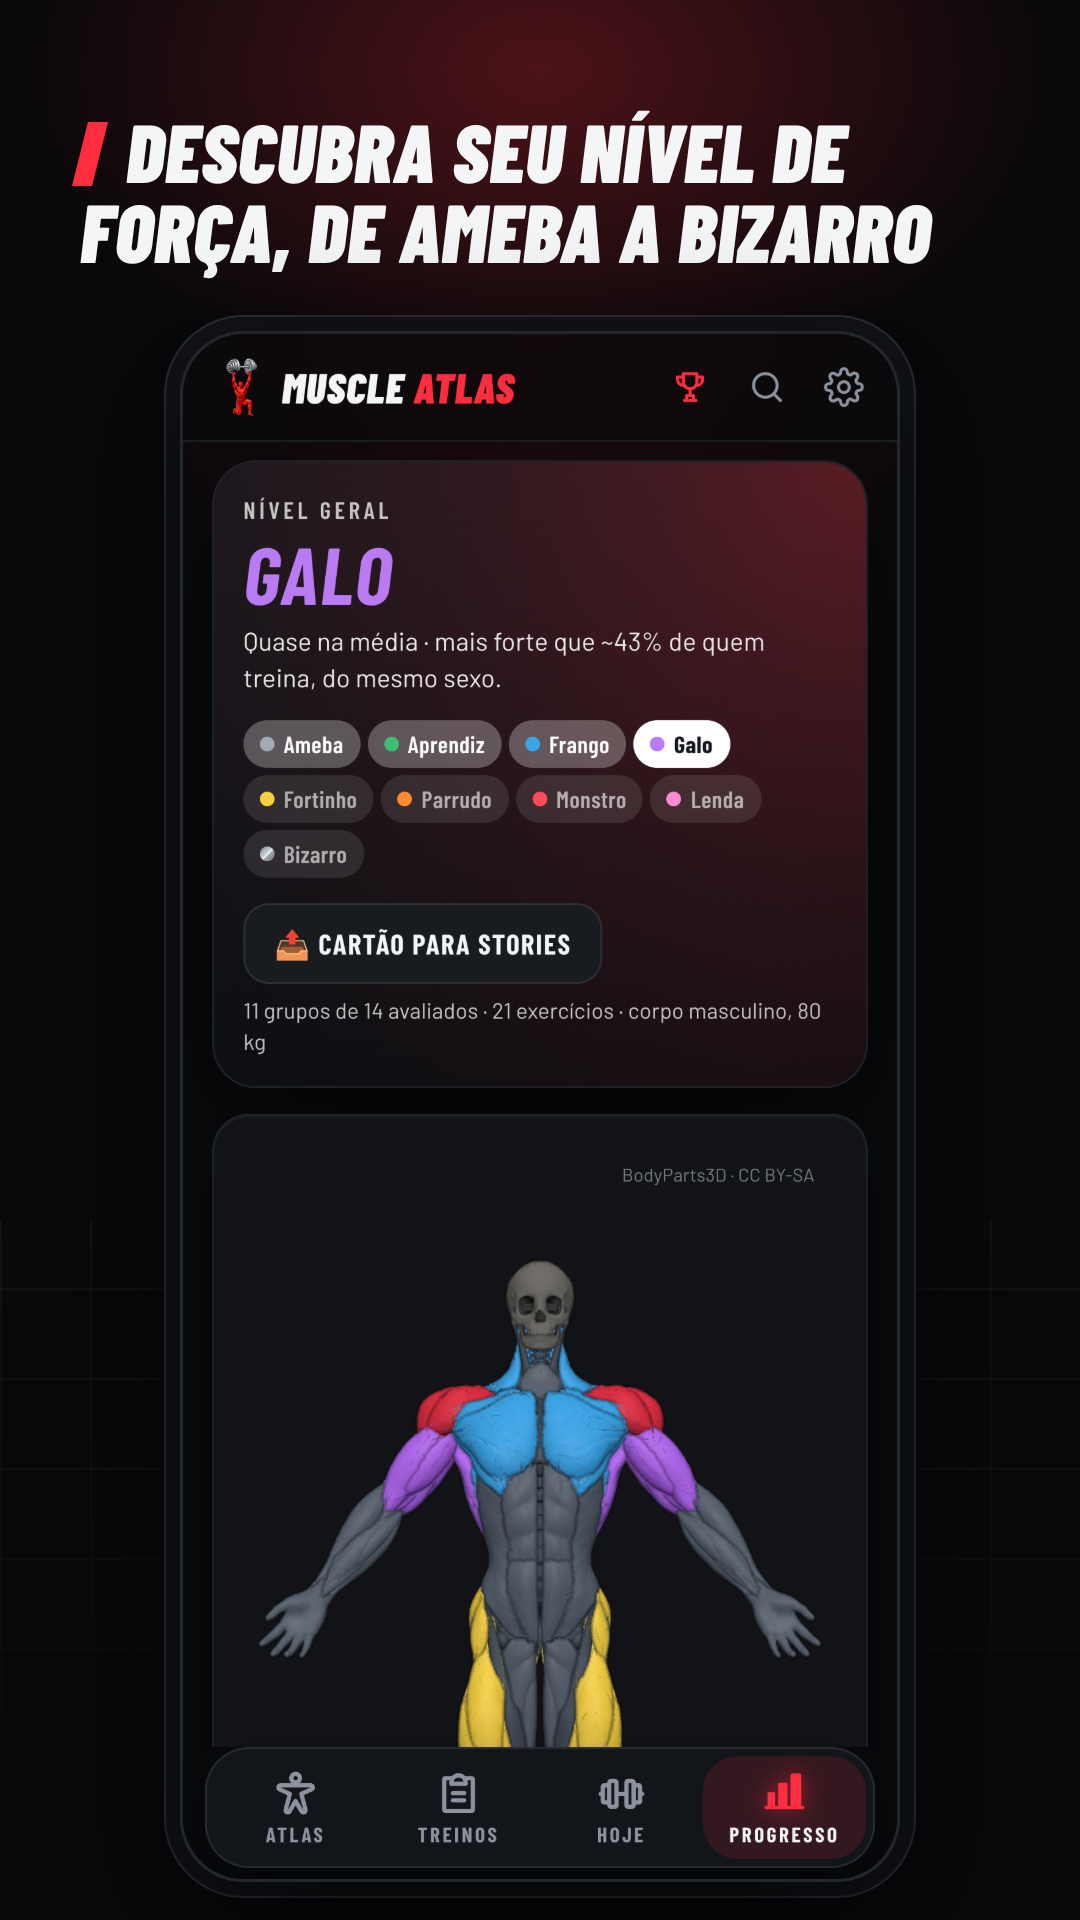 DESCUBRA SEU NÍVEL DE
FORÇA, DE AMEBA A BIZARRO
MUSCLE ATLAS
NÍVEL GERAL
GALO
Quase na média · mais forte que ~43% de quem
treina, do mesmo sexo.
Ameba Aprendiz Frango Galo
Fortinho Parrudo Monstro Lenda
Bizarro
CARTÃO PARA STORIES
11 grupos de 14 avaliados · 21 exercícios · corpo masculino, 80
kg
BodyParts3D · CC BY-SA
ATLAS TREINOS HOJE PROGRESSO